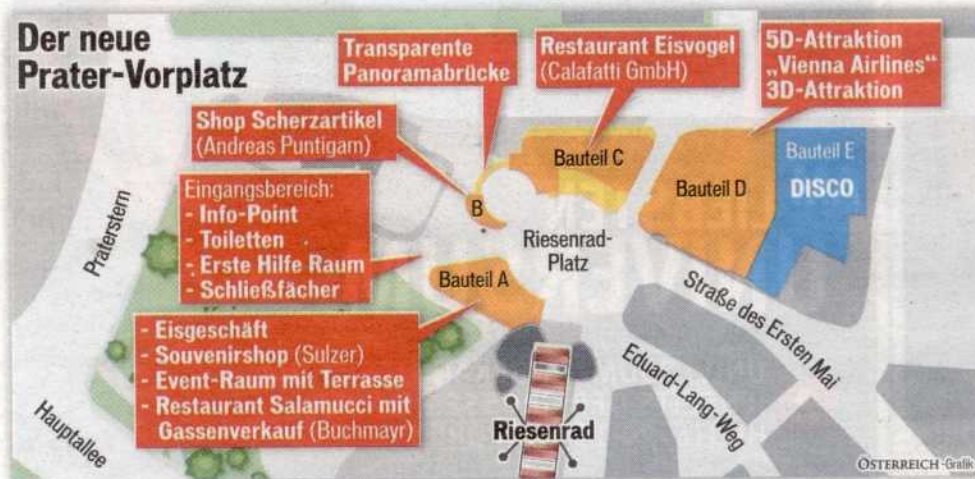 Der neue
Prater-Vorplatz
Transparente
Panoramabrücke
Restaurant Eisvogel
(Calafatti GmbH)
5D-Attraktion
„Vienna Airlines“
3D-Attraktion
Shop Scherzartikel
(Andreas Puntigam)
Eingangsbereich:
- Info-Point
- Toiletten
- Erste Hilfe Raum
- Schließfächer
- Eisgeschäft
- Souvenirshop (Sulzer)
- Event-Raum mit Terrasse
- Restaurant Salamucci mit
Gassenverkauf (Buchmayr)
Bauteil C
Bauteil D
Bauteil E
DISCO
B
Riesenrad-
Platz
Bauteil A
Praterstern
Hauptallee
Riesenrad
Straße des Ersten Mai
Eduard-Lang-Weg
ÖSTERREICH-Grafik